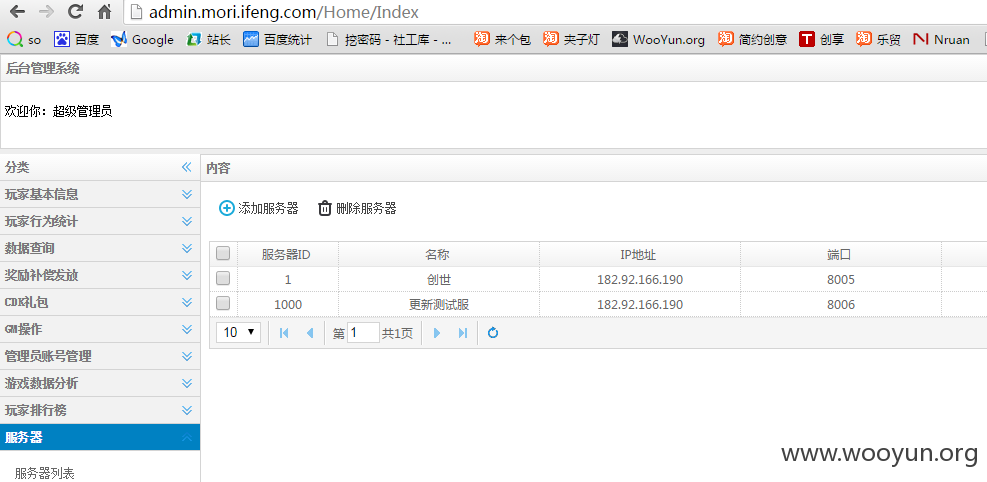 admin.mori.ifeng.com/Home/Index
so 百度 Google 站长 百度统计 挖密码 - 社工库 - ... 来个包 夹子灯 WooYun.org 简约创意 创享 乐贸 Nruan
后台管理系统
欢迎你：超级管理员
分类
内容
玩家基本信息
玩家行为统计
数据查询
奖励补偿发放
CDK礼包
GM操作
管理员账号管理
游戏数据分析
玩家排行榜
服务器
服务器列表
添加服务器 删除服务器
服务器ID 名称 IP地址 端口
1 创世 182.92.166.190 8005
1000 更新测试服 182.92.166.190 8006
10 第 1 共1页
www.wooyun.org